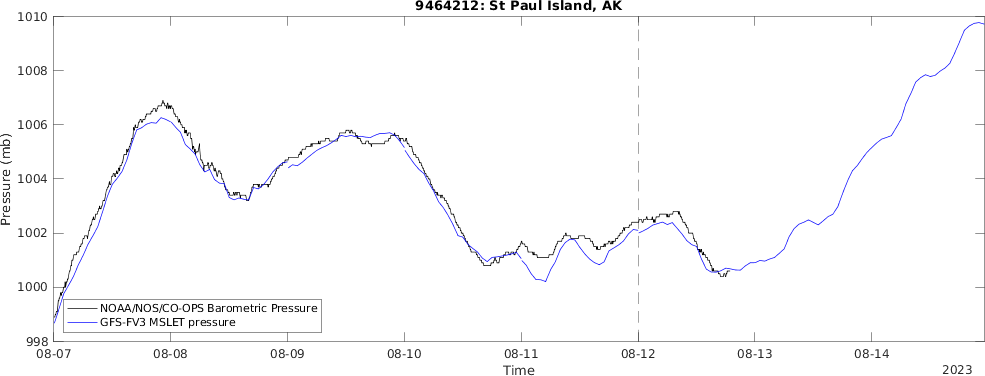 9464212: St Paul Island, AK
Pressure (mb)
1010
1008
1006
1004
1002
1000
998
NOAA/NOS/CO-OPS Barometric Pressure
GFS-FV3 MSLET pressure
08-07 08-08 08-09 08-10 08-11 08-12 08-13 08-14
Time
2023